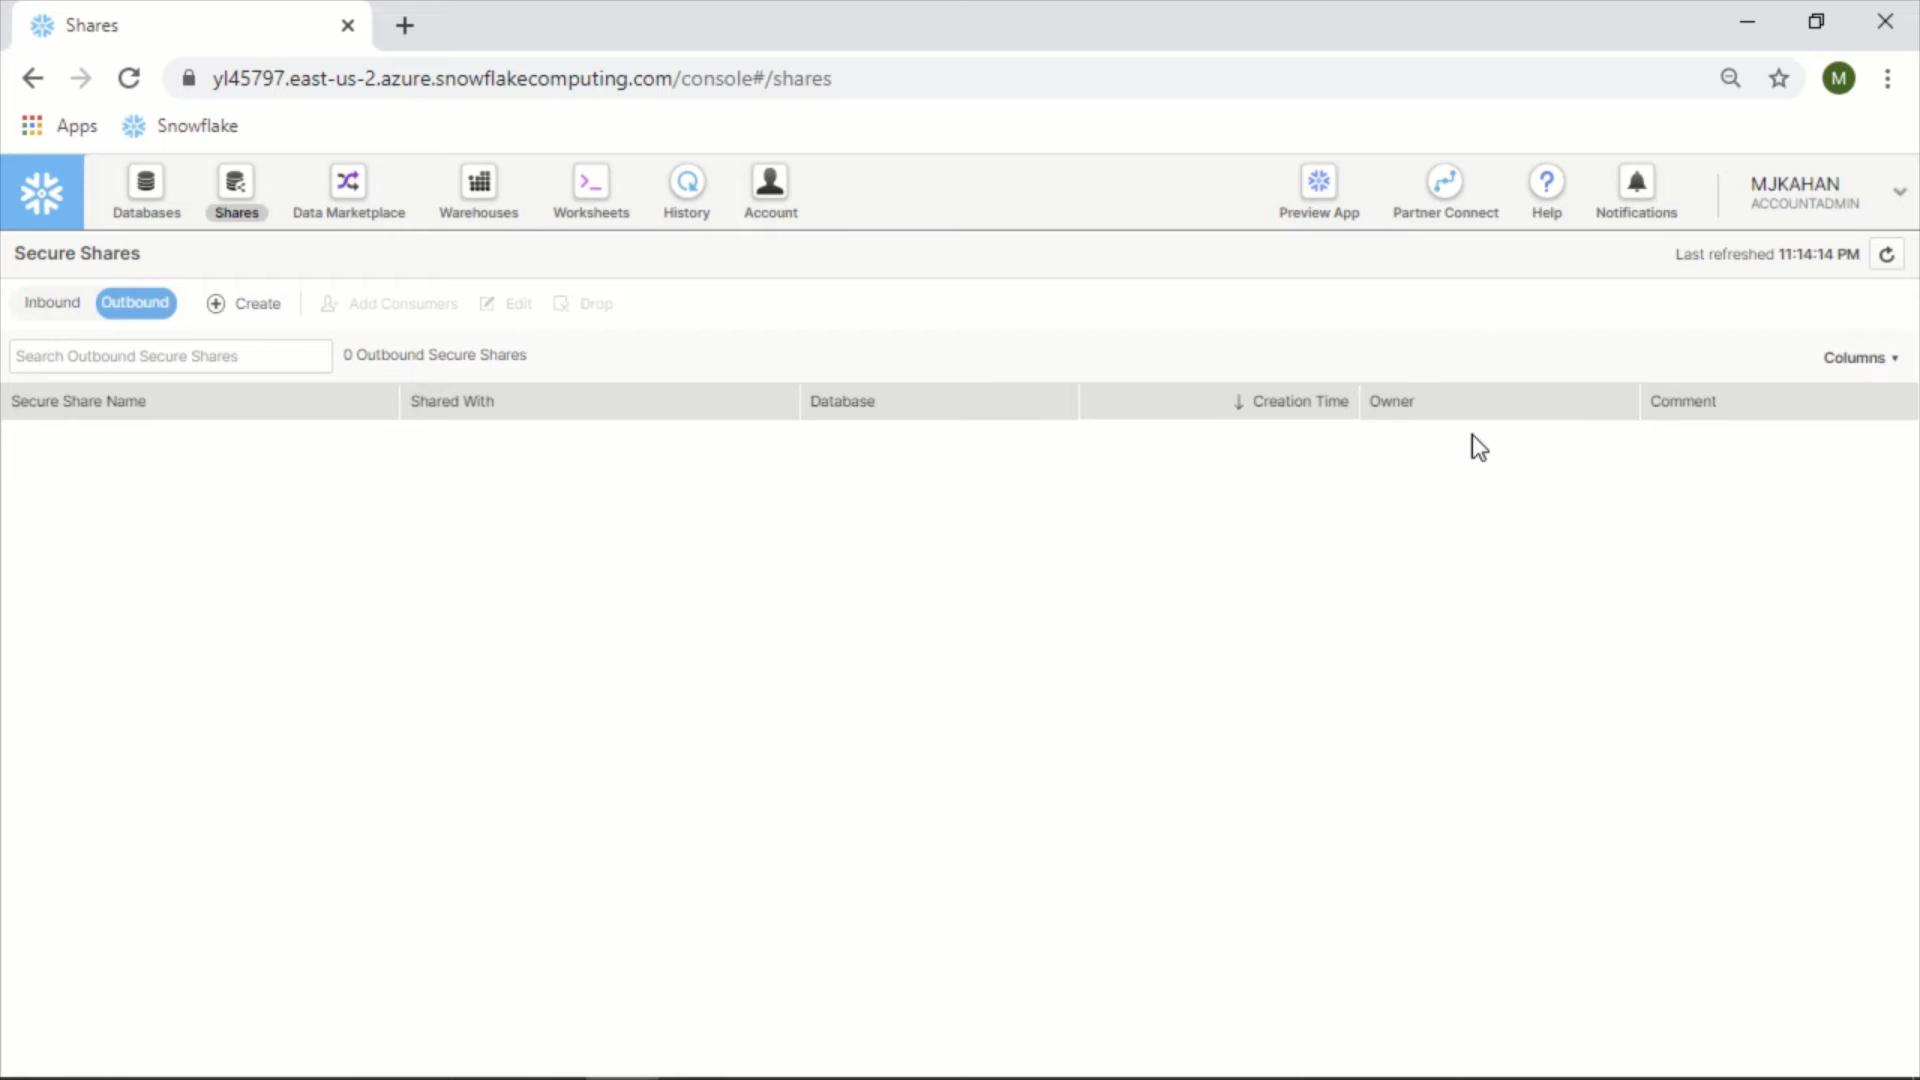 Shares
yl45797.east-us-2.azure.snowflakecomputing.com/console#/shares
M
Apps Snowflake
Databases Shares Data Marketplace Warehouses Worksheets History Account Preview App Partner Connect Help Notifications
MJKAHAN
ACCOUNTADMIN
Secure Shares Last refreshed 11:14:14 PM
Inbound Outbound Create Add Consumers Edit Drop
Search Outbound Secure Shares 0 Outbound Secure Shares Columns
Secure Share Name Shared With Database Creation Time Owner Comment